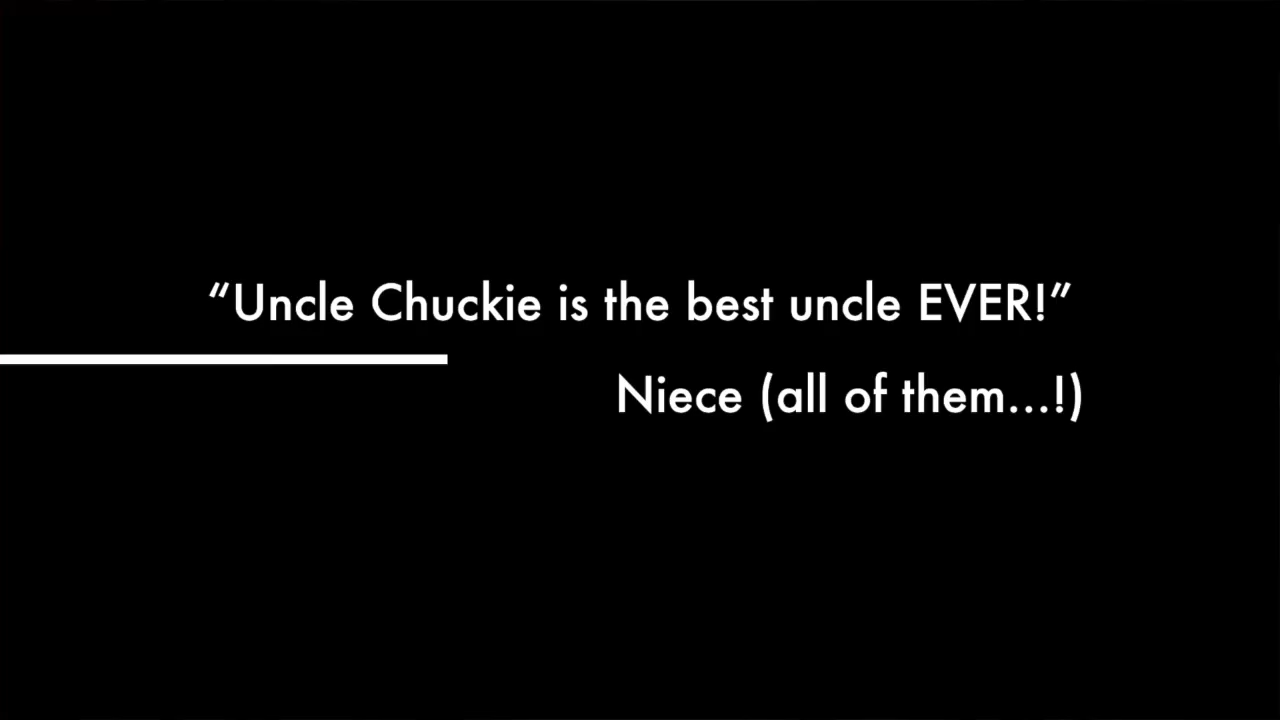 “Uncle Chuckie is the best uncle EVER!”
Niece (all of them...!)